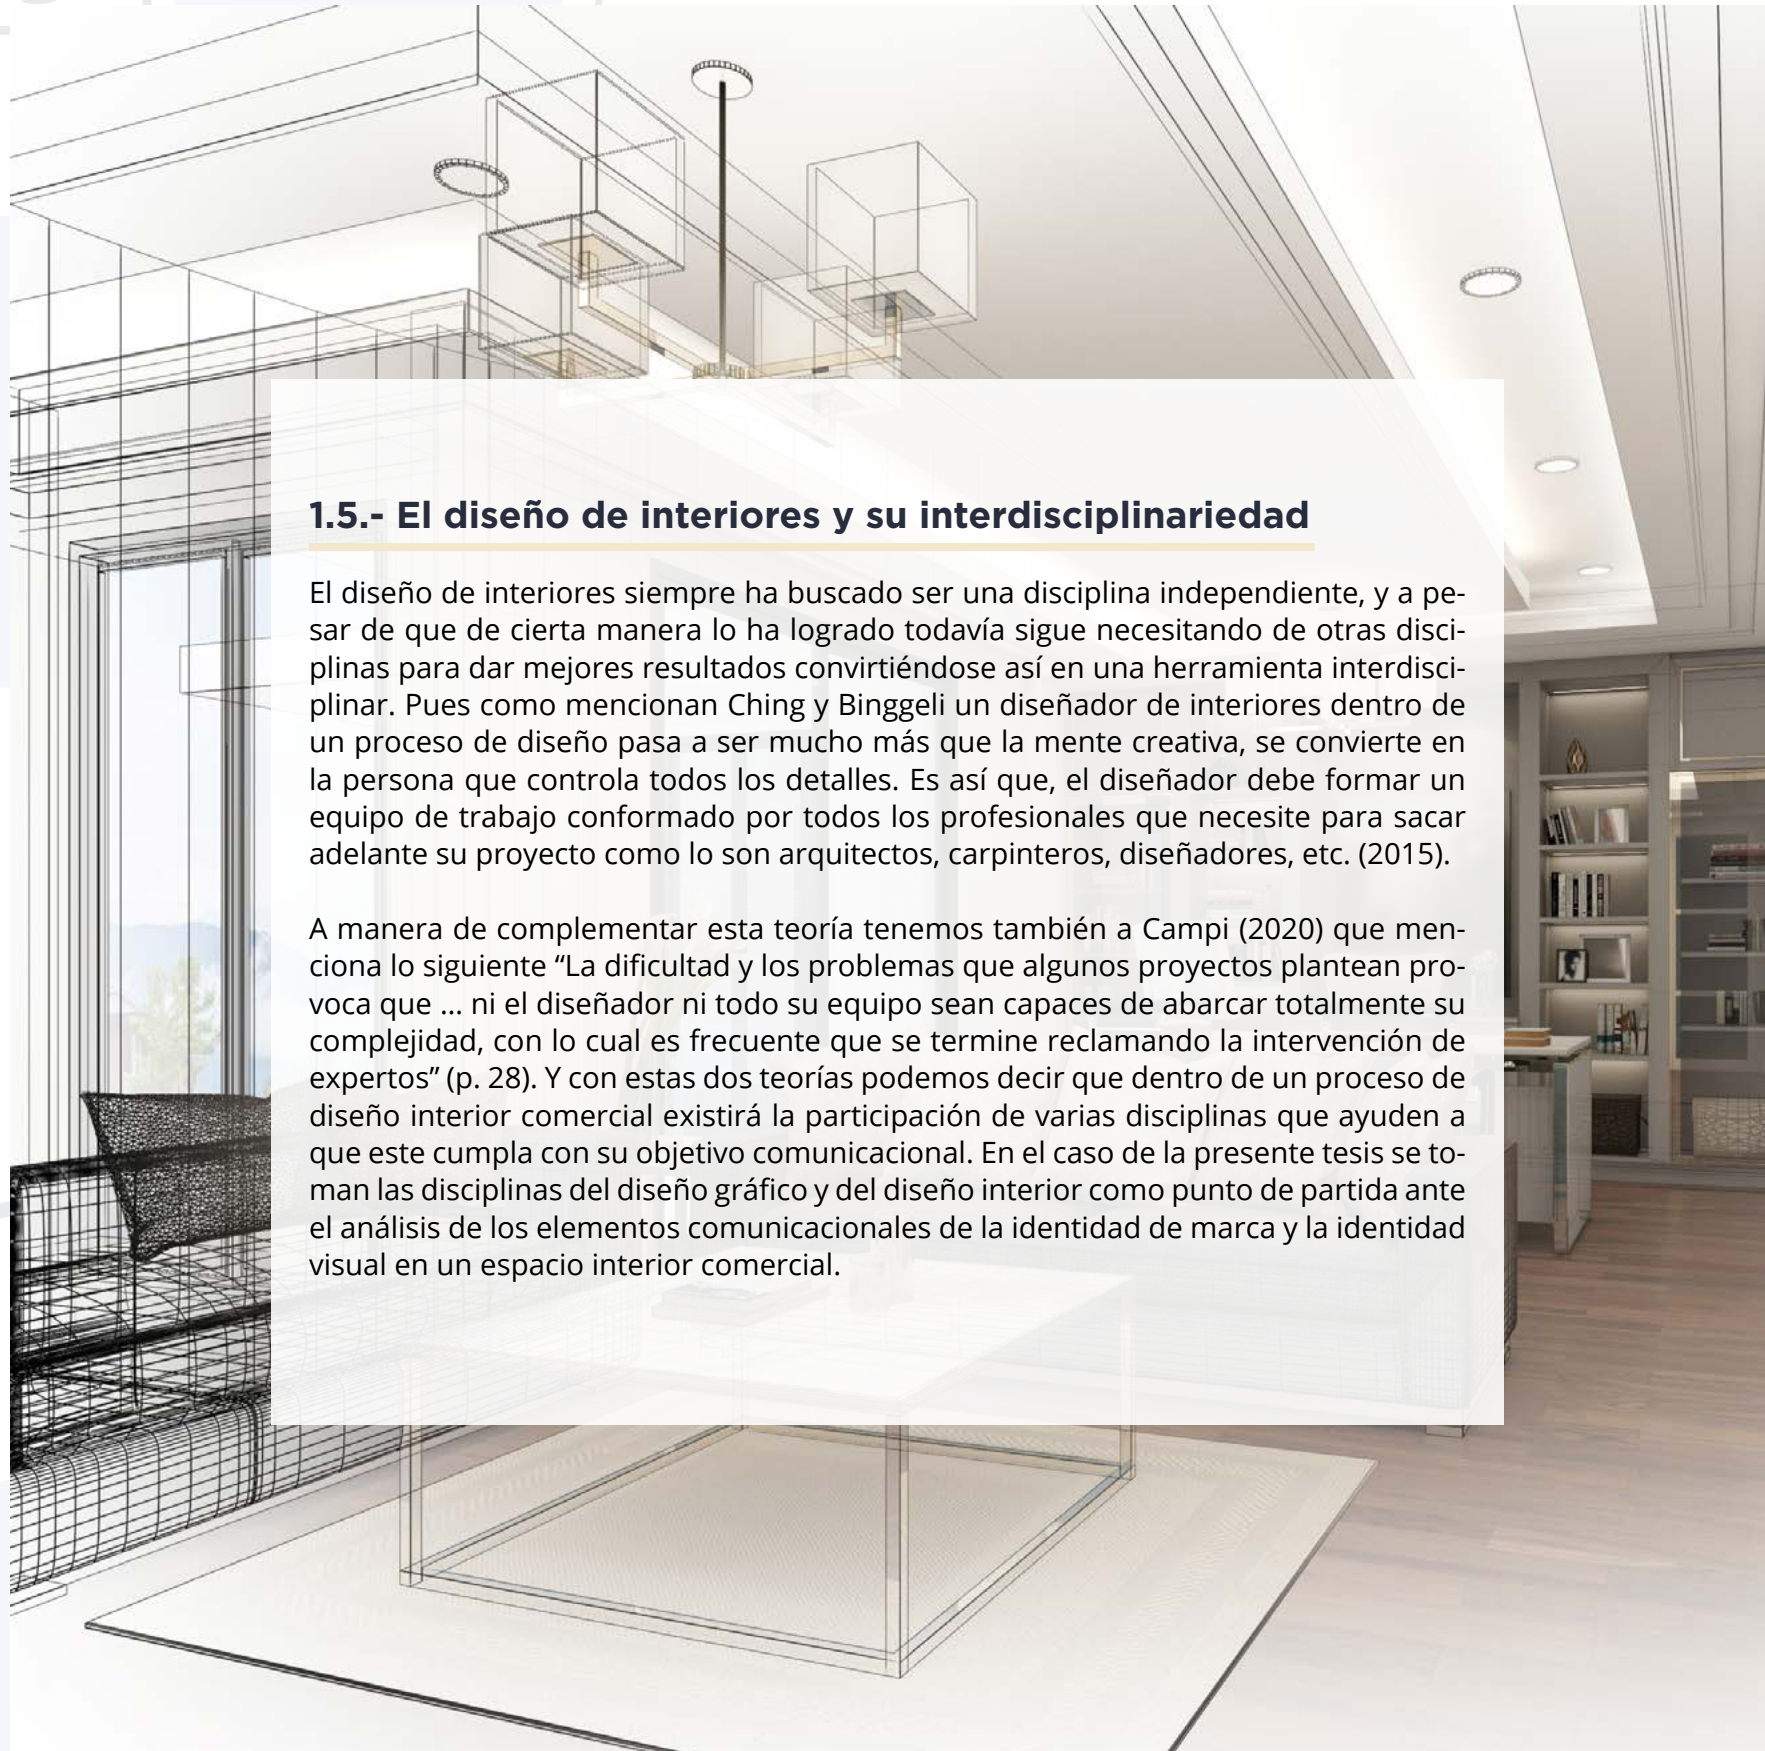 1.5.- El diseño de interiores y su interdisciplinariedad
El diseño de interiores siempre ha buscado ser una disciplina independiente, y a pe-
sar de que de cierta manera lo ha logrado todavía sigue necesitando de otras disci-
plinas para dar mejores resultados convirtiéndose así en una herramienta interdisci-
plinar. Pues como mencionan Ching y Binggeli un diseñador de interiores dentro de
un proceso de diseño pasa a ser mucho más que la mente creativa, se convierte en
la persona que controla todos los detalles. Es así que, el diseñador debe formar un
equipo de trabajo conformado por todos los profesionales que necesite para sacar
adelante su proyecto como lo son arquitectos, carpinteros, diseñadores, etc. (2015).
A manera de complementar esta teoría tenemos también a Campi (2020) que men-
ciona lo siguiente “La dificultad y los problemas que algunos proyectos plantean pro-
voca que ... ni el diseñador ni todo su equipo sean capaces de abarcar totalmente su
complejidad, con lo cual es frecuente que se termine reclamando la intervención de
expertos” (p. 28). Y con estas dos teorías podemos decir que dentro de un proceso de
diseño interior comercial existirá la participación de varias disciplinas que ayuden a
que este cumpla con su objetivo comunicacional. En el caso de la presente tesis se to-
man las disciplinas del diseño gráfico y del diseño interior como punto de partida ante
el análisis de los elementos comunicacionales de la identidad de marca y la identidad
visual en un espacio interior comercial.